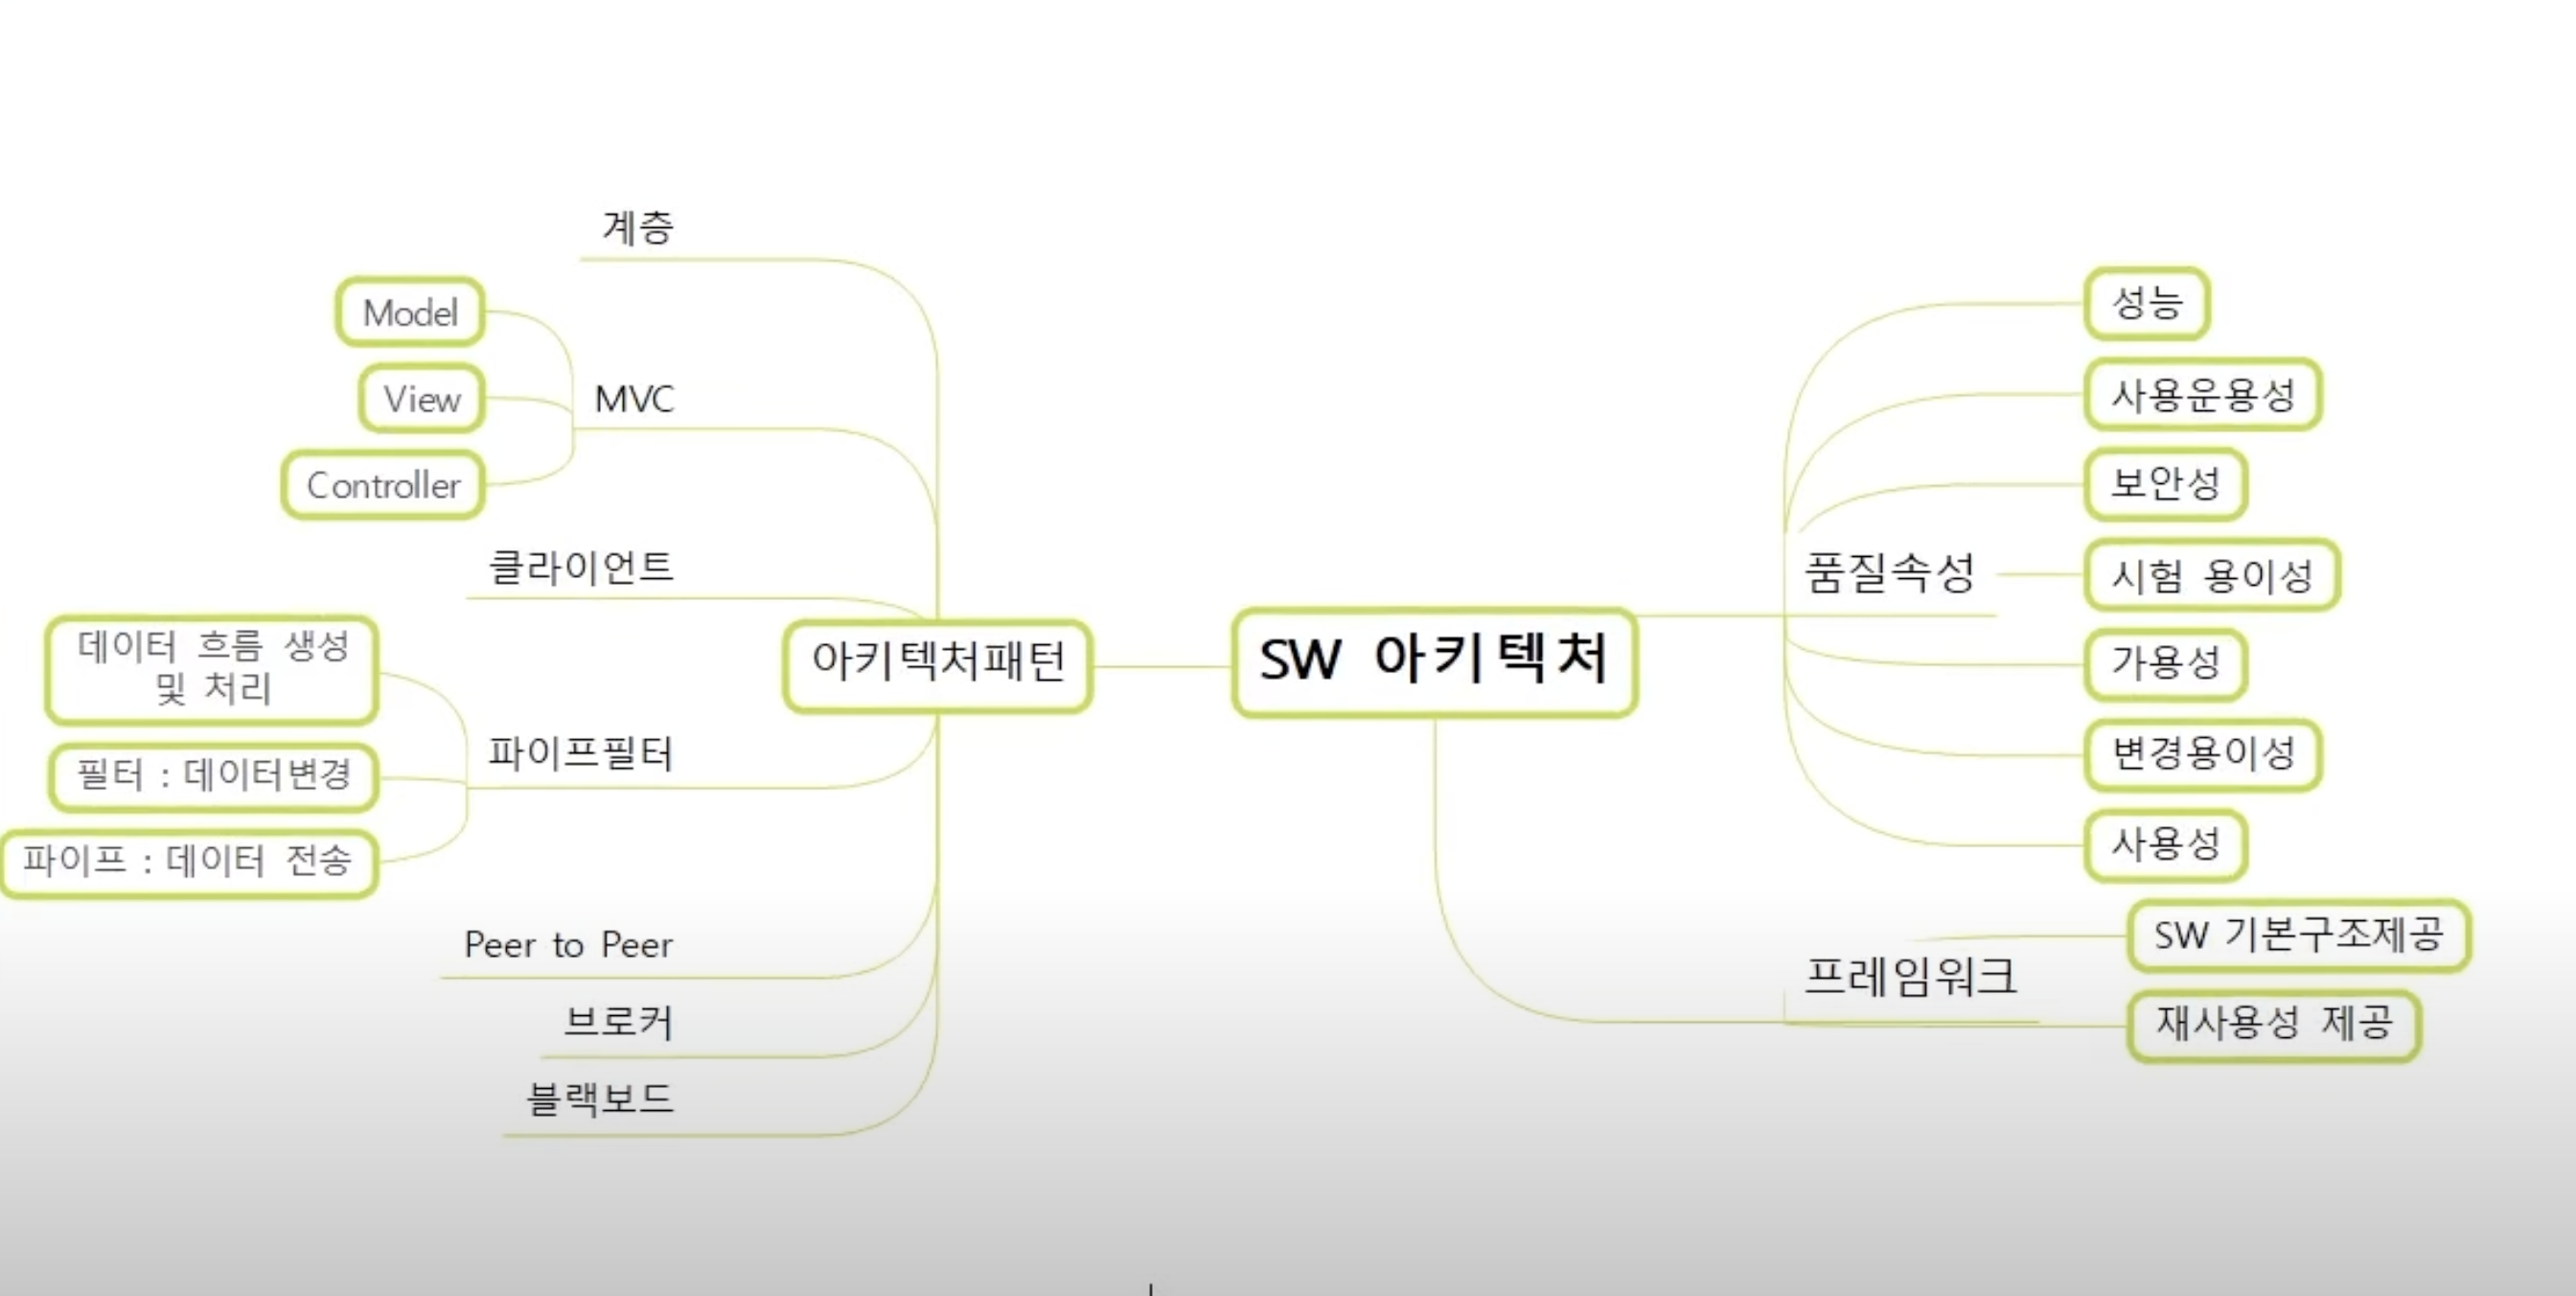 계층
Model
View
Controller
MVC
클라이언트
데이터 흐름 생성
및 처리
필터 : 데이터변경
파이프 : 데이터 전송
파이프필터
Peer to Peer
브로커
블랙보드
아키텍처패턴
SW 아키텍처
품질속성
성능
사용운용성
보안성
시험 용이성
가용성
변경용이성
사용성
프레임워크
SW 기본구조제공
재사용성 제공